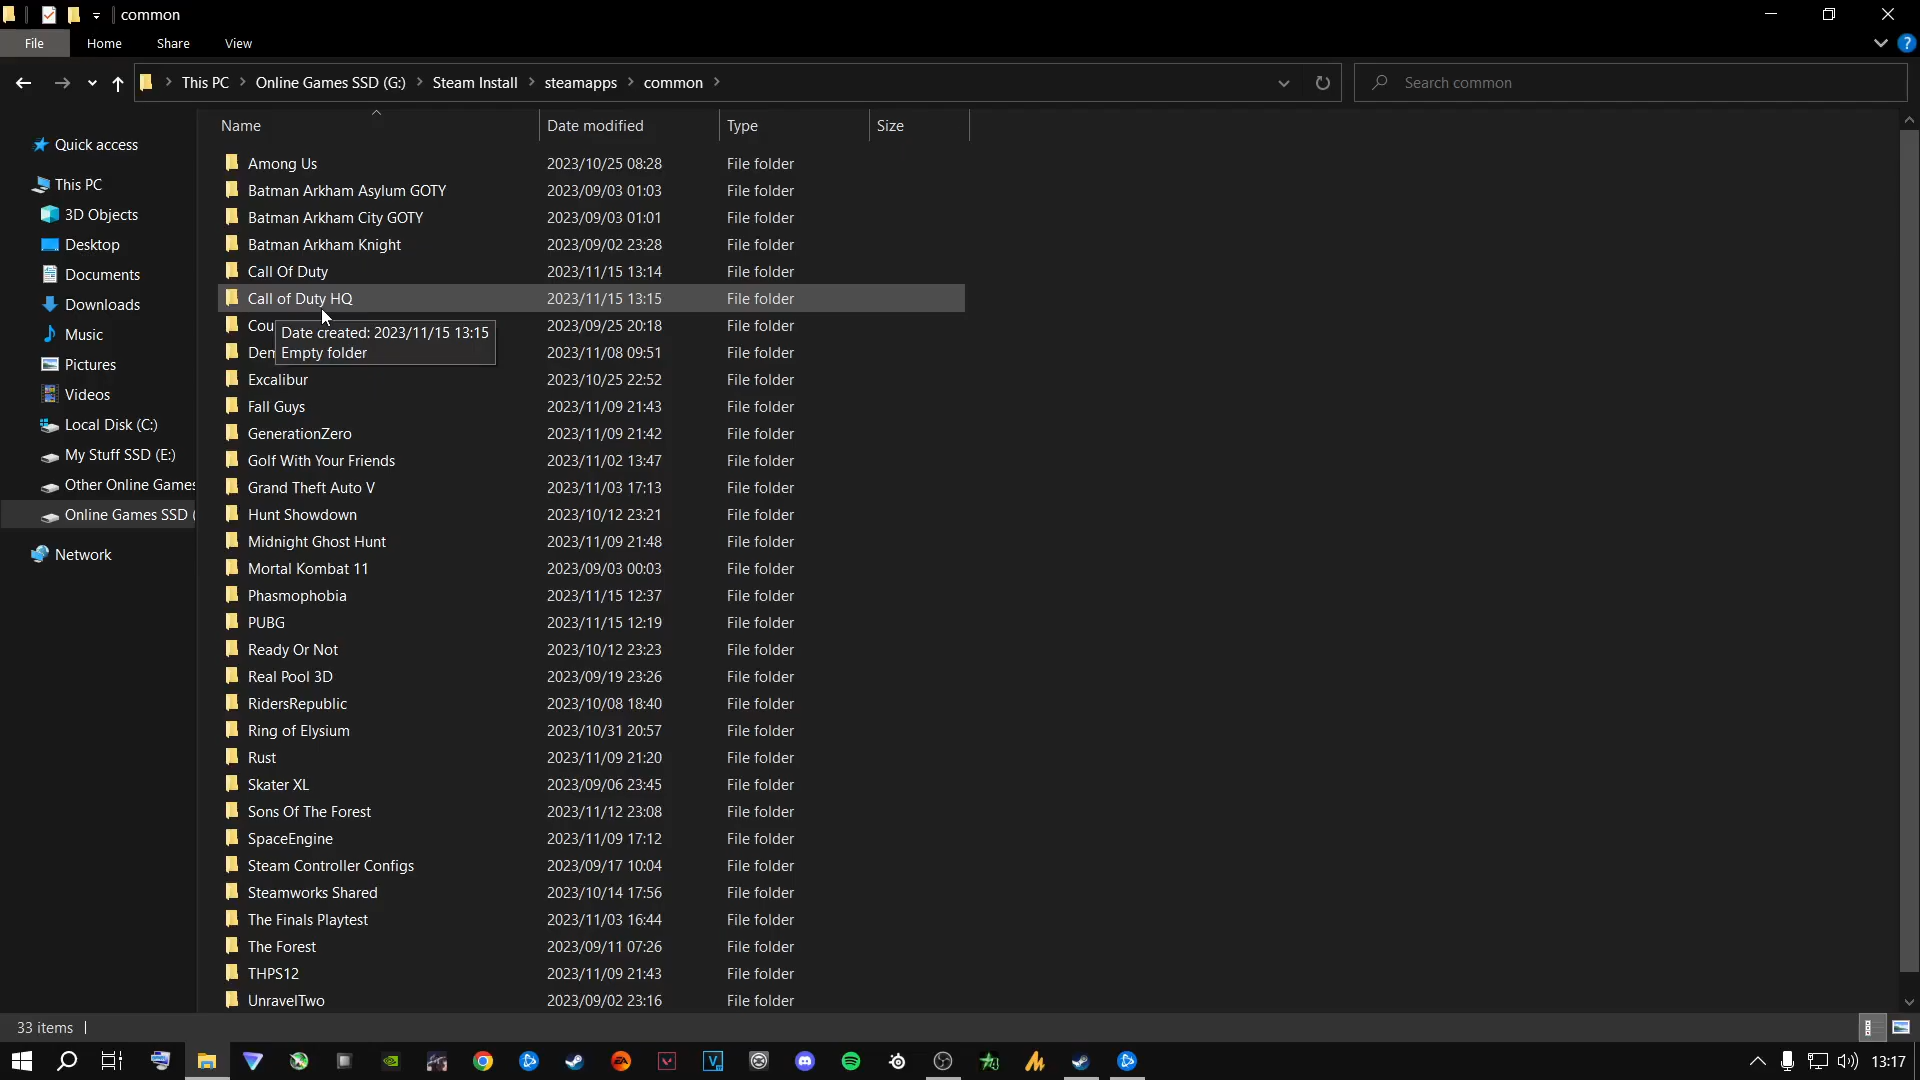 common
File
Home
Share
View
This PC
Online Games SSD (G:)
Steam Install
steamapps
common
Search common
Name
Date modified
Type
Size
Quick access
This PC
3D Objects
Desktop
Documents
Downloads
Music
Pictures
Videos
Local Disk (C:)
My Stuff SSD (E:)
Other Online Games
Online Games SSD (
Network
Among Us 2023/10/25 08:28 File folder
Batman Arkham Asylum GOTY 2023/09/03 01:03 File folder
Batman Arkham City GOTY 2023/09/03 01:01 File folder
Batman Arkham Knight 2023/09/02 23:28 File folder
Call Of Duty 2023/11/15 13:14 File folder
Call of Duty HQ 2023/11/15 13:15 File folder
Cou 2023/09/25 20:18 File folder
Date created: 2023/11/15 13:15
Empty folder
Dem 2023/11/08 09:51 File folder
Excalibur 2023/10/25 22:52 File folder
Fall Guys 2023/11/09 21:43 File folder
GenerationZero 2023/11/09 21:42 File folder
Golf With Your Friends 2023/11/02 13:47 File folder
Grand Theft Auto V 2023/11/03 17:13 File folder
Hunt Showdown 2023/10/12 23:21 File folder
Midnight Ghost Hunt 2023/11/09 21:48 File folder
Mortal Kombat 11 2023/09/03 00:03 File folder
Phasmophobia 2023/11/15 12:37 File folder
PUBG 2023/11/15 12:19 File folder
Ready Or Not 2023/10/12 23:23 File folder
Real Pool 3D 2023/09/19 23:26 File folder
RidersRepublic 2023/10/08 18:40 File folder
Ring of Elysium 2023/10/31 20:57 File folder
Rust 2023/11/09 21:20 File folder
Skater XL 2023/09/06 23:45 File folder
Sons Of The Forest 2023/11/12 23:08 File folder
SpaceEngine 2023/11/09 17:12 File folder
Steam Controller Configs 2023/09/17 10:04 File folder
Steamworks Shared 2023/10/14 17:56 File folder
The Finals Playtest 2023/11/03 16:44 File folder
The Forest 2023/09/11 07:26 File folder
THPS12 2023/11/09 21:43 File folder
UnravelTwo 2023/09/02 23:16 File folder
33 items
13:17